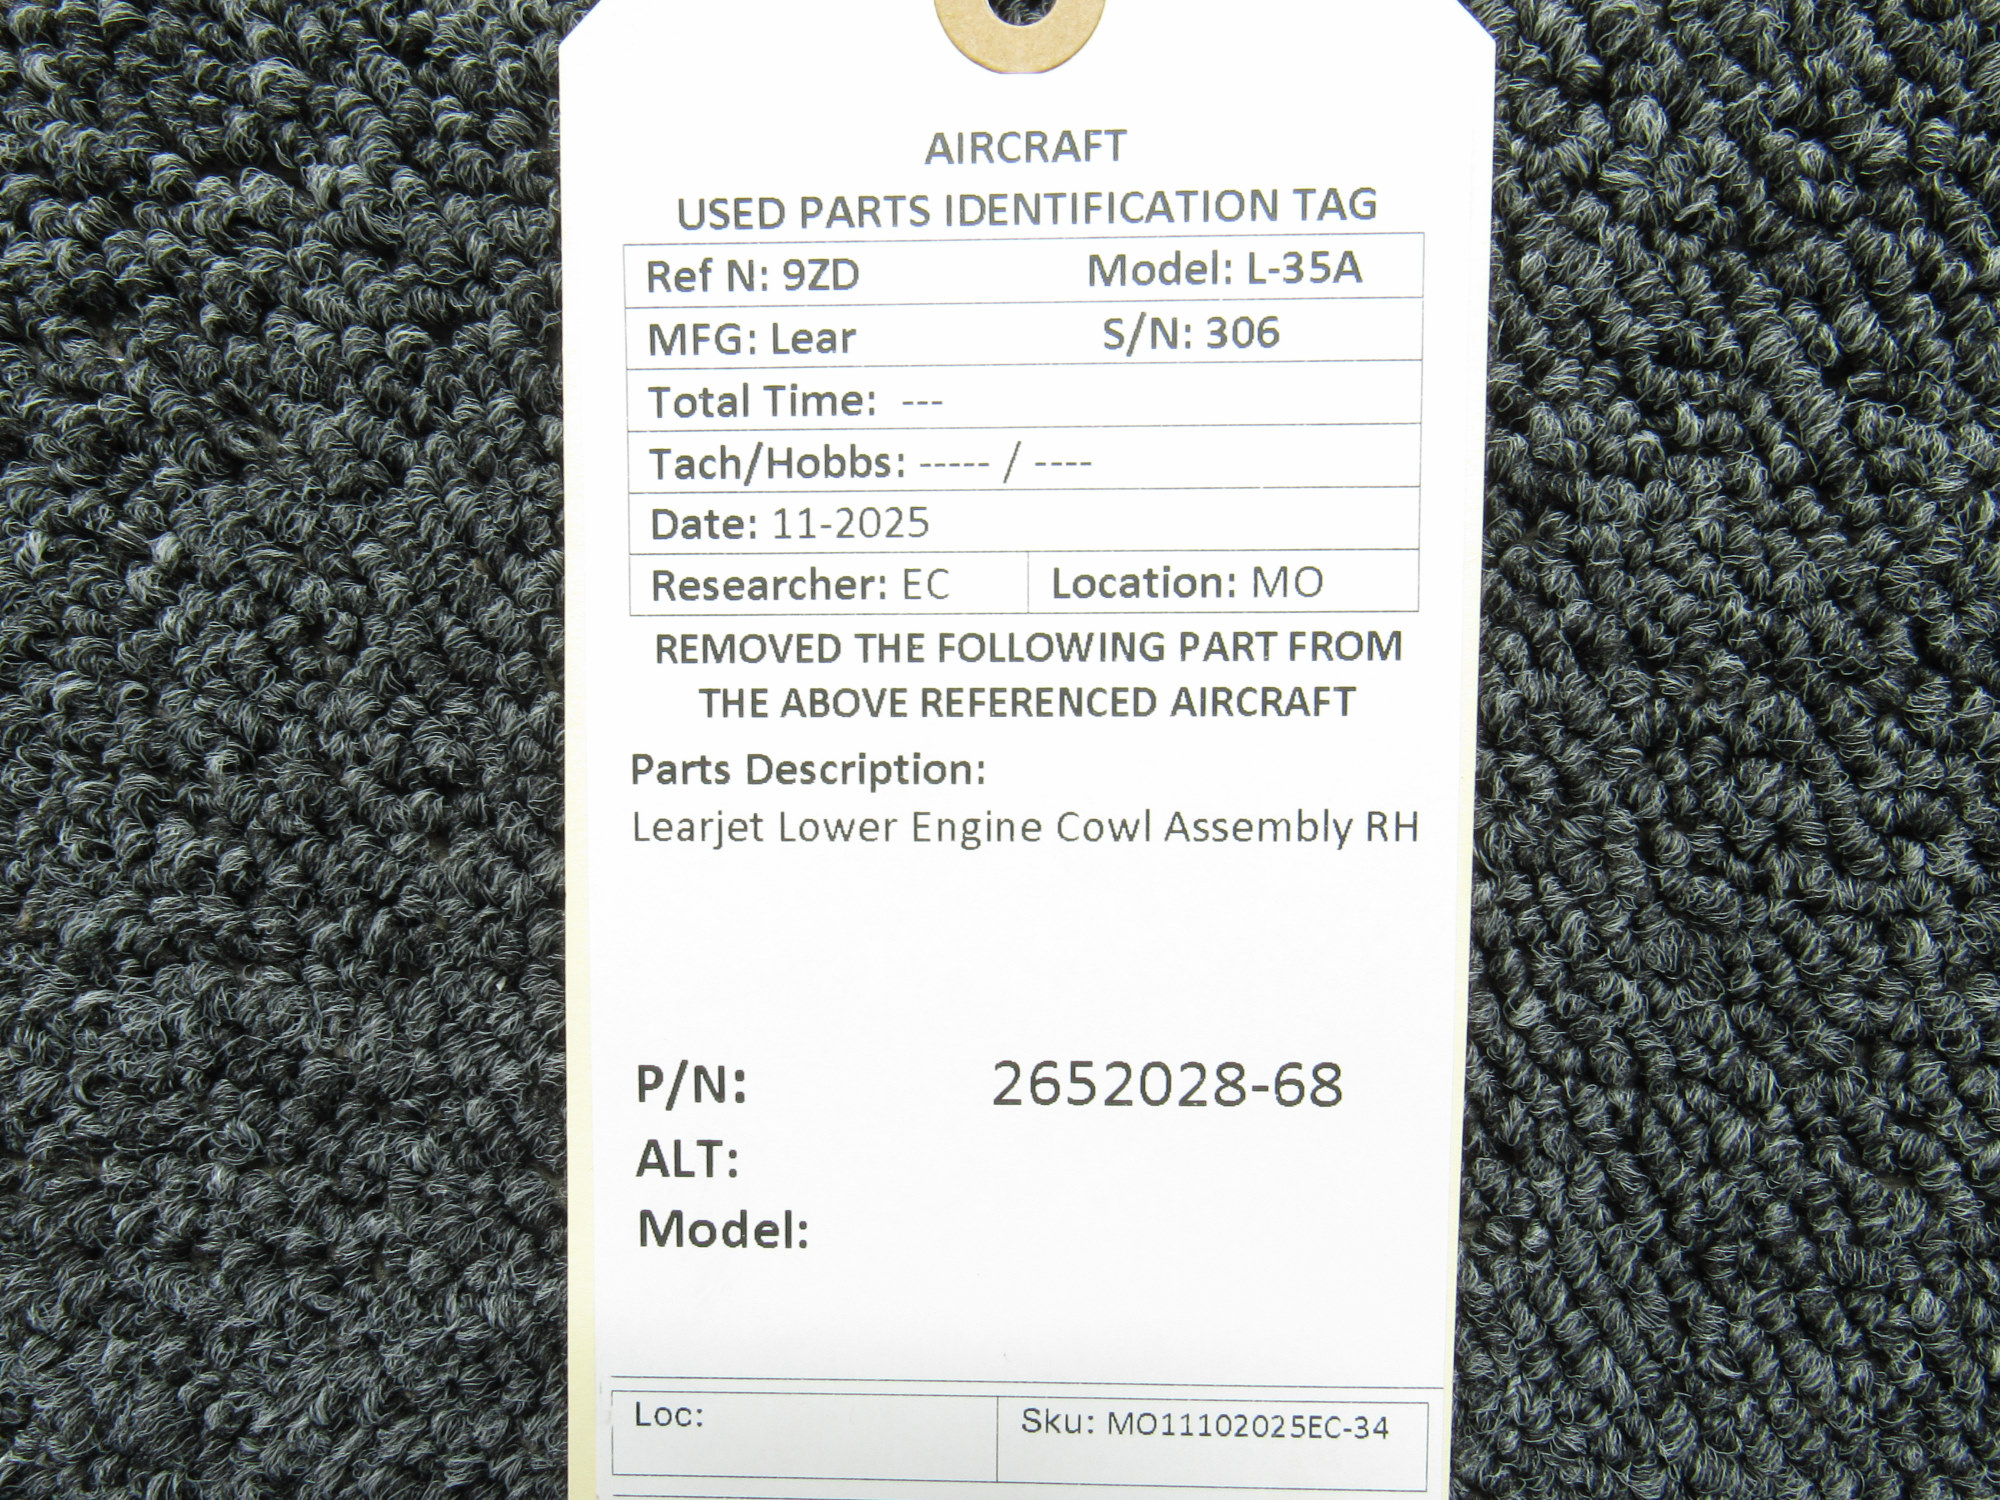 AIRCRAFT
USED PARTS IDENTIFICATION TAG
Ref N: 9ZD Model: L-35A
MFG: Lear S/N: 306
Total Time: ---
Tach/Hobbs: ----- / ----
Date: 11-2025
Researcher: EC Location: MO
REMOVED THE FOLLOWING PART FROM
THE ABOVE REFERENCED AIRCRAFT
Parts Description:
Learjet Lower Engine Cowl Assembly RH
P/N: 2652028-68
ALT:
Model:
Loc: Sku: MO11102025EC-34